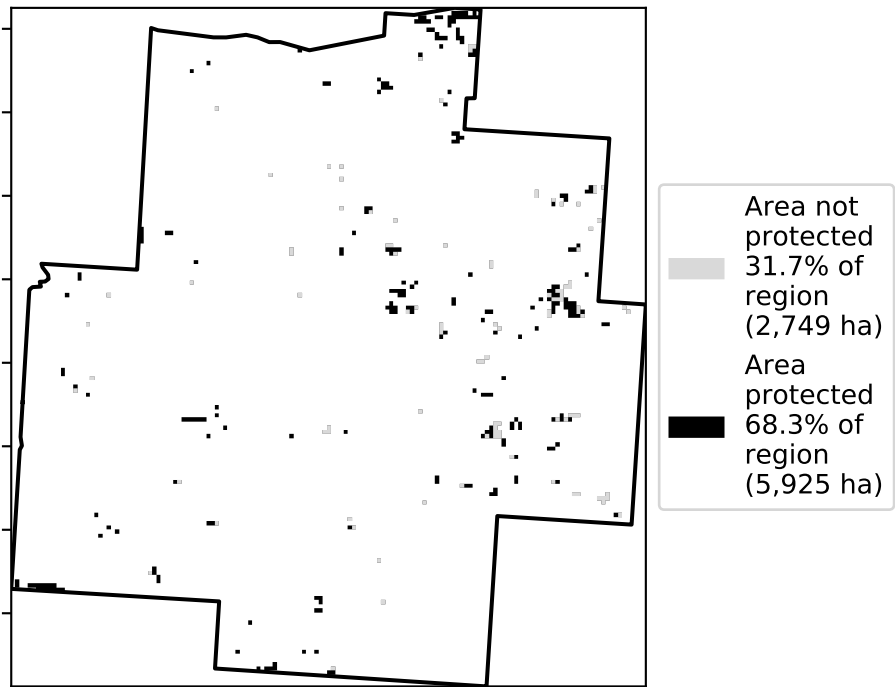 Area not
protected
31.7% of
region
(2,749 ha)
Area
protected
68.3% of
region
(5,925 ha)